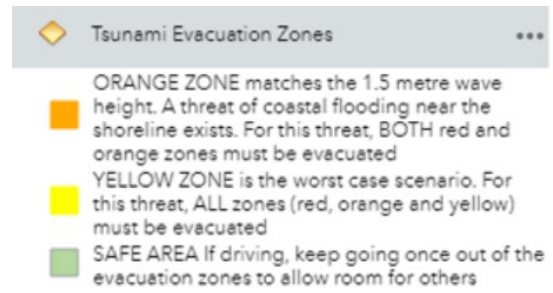 Tsunami Evacuation Zones
ORANGE ZONE matches the 1.5 metre wave
height. A threat of coastal flooding near the
shoreline exists. For this threat, BOTH red and
orange zones must be evacuated
YELLOW ZONE is the worst case scenario. For
this threat, ALL zones (red, orange and yellow)
must be evacuated
SAFE AREA If driving, keep going once out of the
evacuation zones to allow room for others